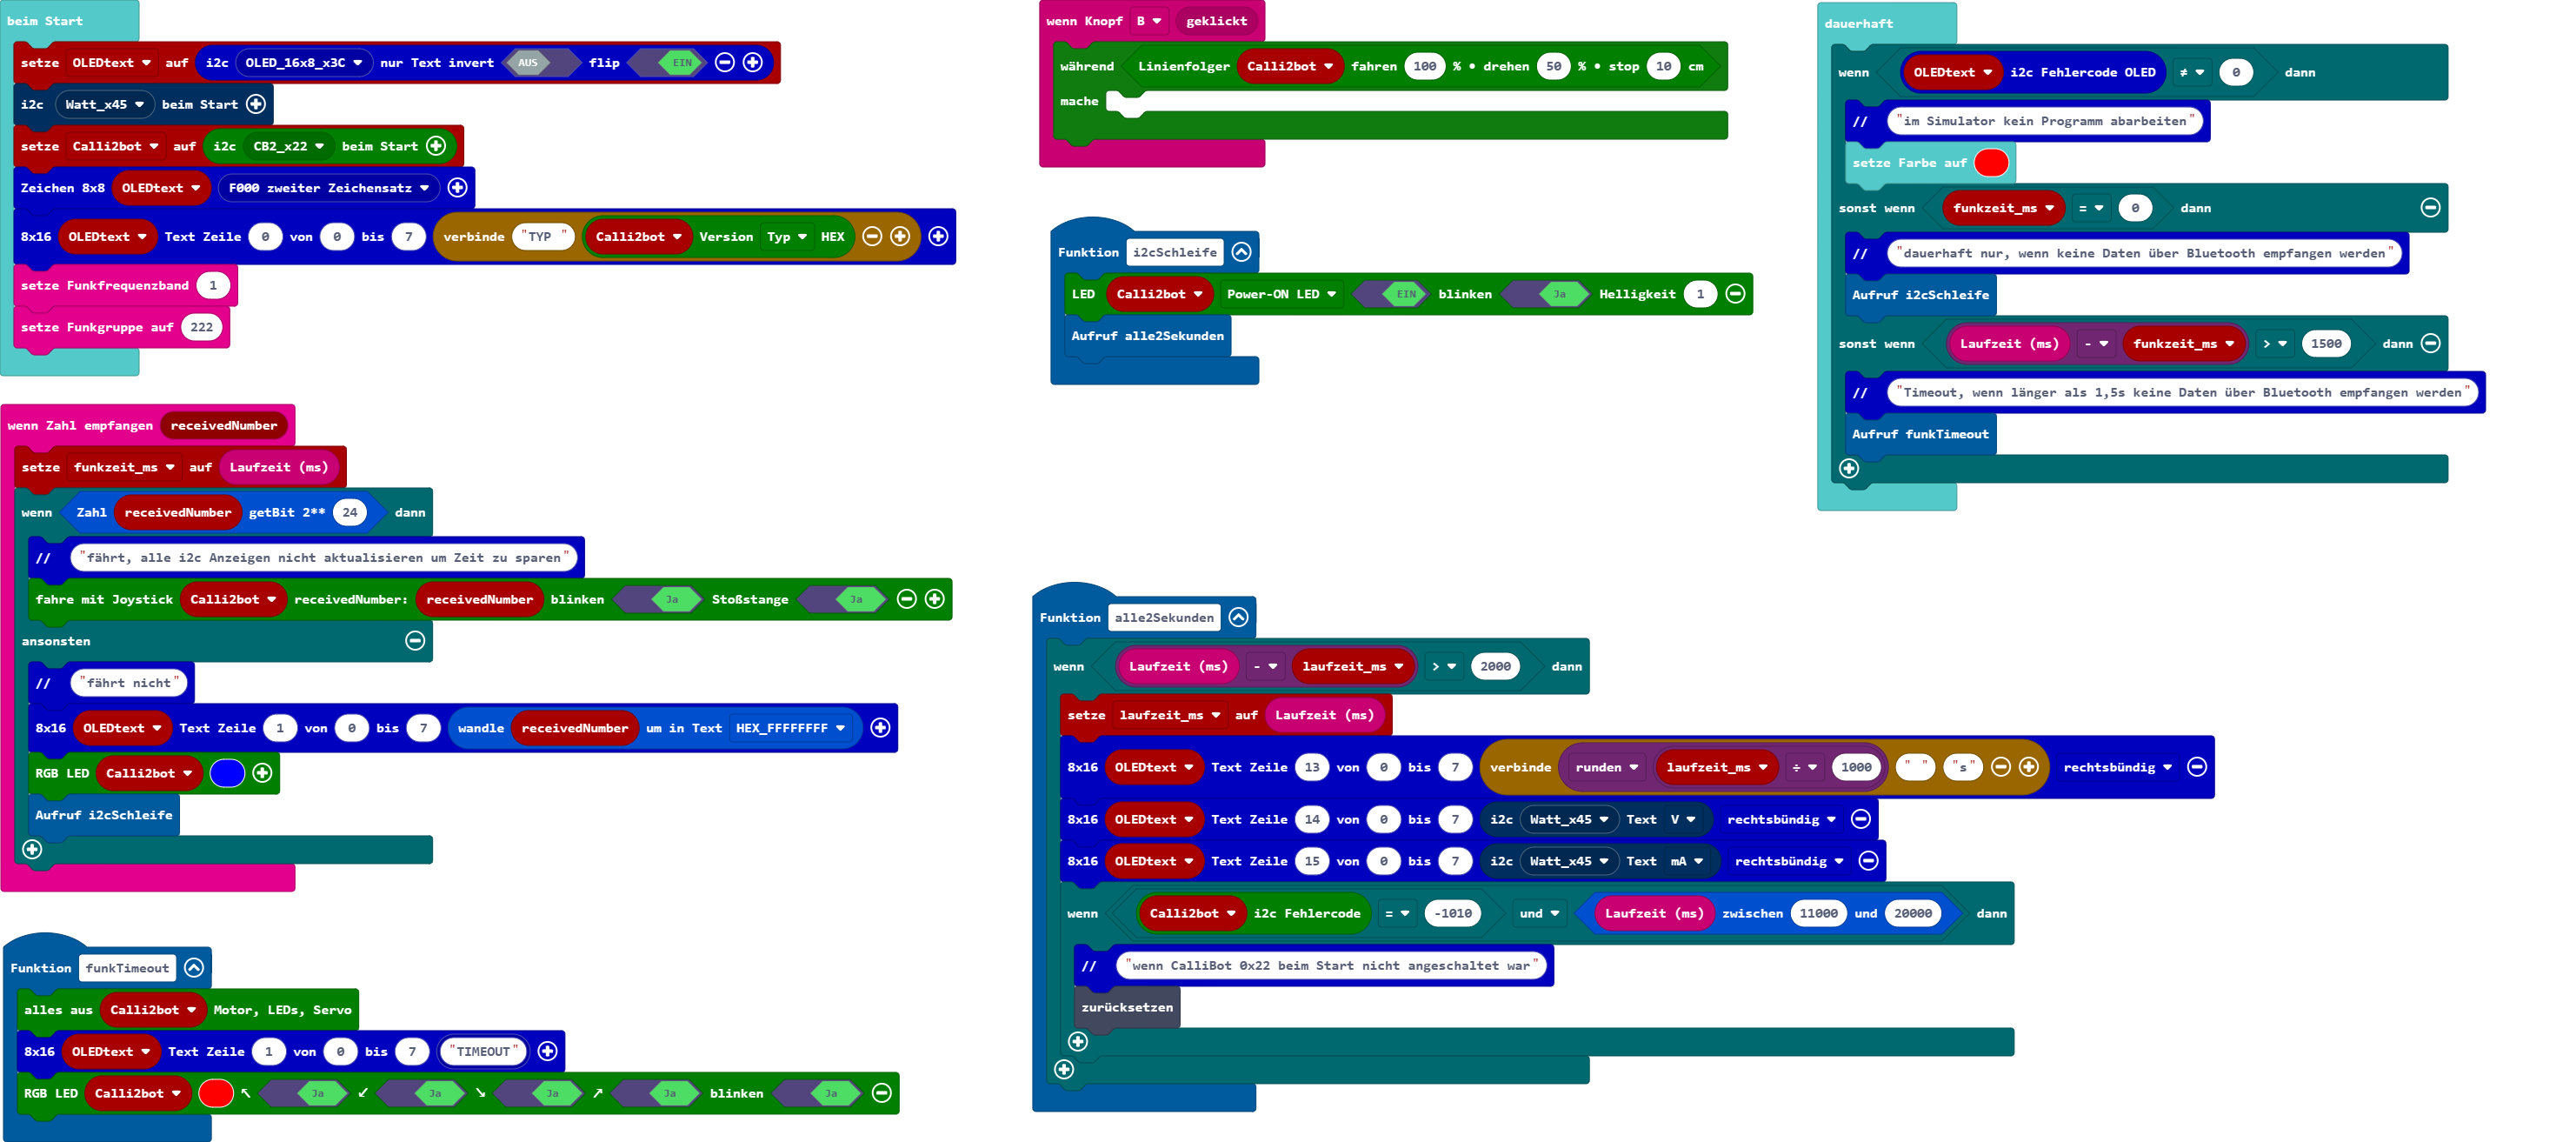 beim Start
setze OLEDtext auf i2c OLED_16x8_x3C nur Text invert AUS flip EIN
i2c Watt_x45 beim Start
setze Calli2bot auf i2c CB2_x22 beim Start
Zeichen 8x8 OLEDtext F000 zweiter Zeichensatz
8x16 OLEDtext Text Zeile 0 von 0 bis 7 verbinde "TYP " Calli2bot Version Typ HEX
setze Funkfrequenzband 1
setze Funkgruppe auf 222
wenn Zahl empfangen receivedNumber
setze funkzeit_ms auf Laufzeit (ms)
wenn Zahl receivedNumber getBit 2** 24 dann
// "fährt, alle i2c Anzeigen nicht aktualisieren um Zeit zu sparen"
fahre mit Joystick Calli2bot receivedNumber: receivedNumber blinken Ja Stoßstange Ja
ansonsten
// "fährt nicht"
8x16 OLEDtext Text Zeile 1 von 0 bis 7 wandle receivedNumber um in Text HEX_FFFFFFFF
RGB LED Calli2bot
Aufruf i2cSchleife
Funktion funkTimeout
alles aus Calli2bot Motor, LEDs, Servo
8x16 OLEDtext Text Zeile 1 von 0 bis 7 "TIMEOUT"
RGB LED Calli2bot ↖ Ja ↙ Ja ↘ Ja ↗ Ja blinken Ja
wenn Knopf B geklickt
während Linienfolger Calli2bot fahren 100 % • drehen 50 % • stop 10 cm
mache
Funktion i2cSchleife
LED Calli2bot Power-ON LED EIN blinken Ja Helligkeit 1
Aufruf alle2Sekunden
Funktion alle2Sekunden
wenn Laufzeit (ms) - laufzeit_ms > 2000 dann
setze laufzeit_ms auf Laufzeit (ms)
8x16 OLEDtext Text Zeile 13 von 0 bis 7 verbinde runden laufzeit_ms ÷ 1000 " " "s" rechtsbündig
8x16 OLEDtext Text Zeile 14 von 0 bis 7 i2c Watt_x45 Text V rechtsbündig
8x16 OLEDtext Text Zeile 15 von 0 bis 7 i2c Watt_x45 Text mA rechtsbündig
wenn Calli2bot i2c Fehlercode = -1010 und Laufzeit (ms) zwischen 11000 und 20000 dann
// "wenn CalliBot 0x22 beim Start nicht angeschaltet war"
zurücksetzen
dauerhaft
wenn OLEDtext i2c Fehlercode OLED ≠ 0 dann
// "im Simulator kein Programm abarbeiten"
setze Farbe auf
sonst wenn funkzeit_ms = 0 dann
// "dauerhaft nur, wenn keine Daten über Bluetooth empfangen werden"
Aufruf i2cSchleife
sonst wenn Laufzeit (ms) - funkzeit_ms > 1500 dann
// "Timeout, wenn länger als 1,5s keine Daten über Bluetooth empfangen werden"
Aufruf funkTimeout